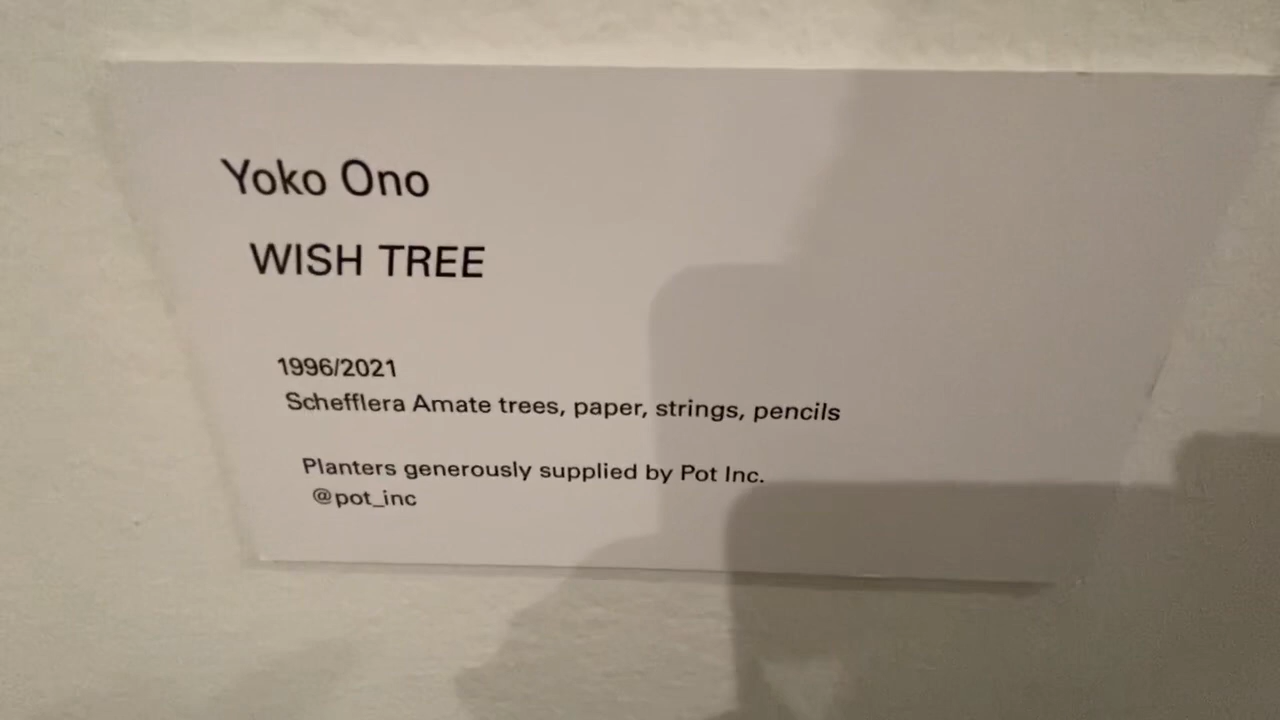 Yoko Ono
WISH TREE
1996/2021
Schefflera Amate trees, paper, strings, pencils
Planters generously supplied by Pot Inc.
@pot_inc